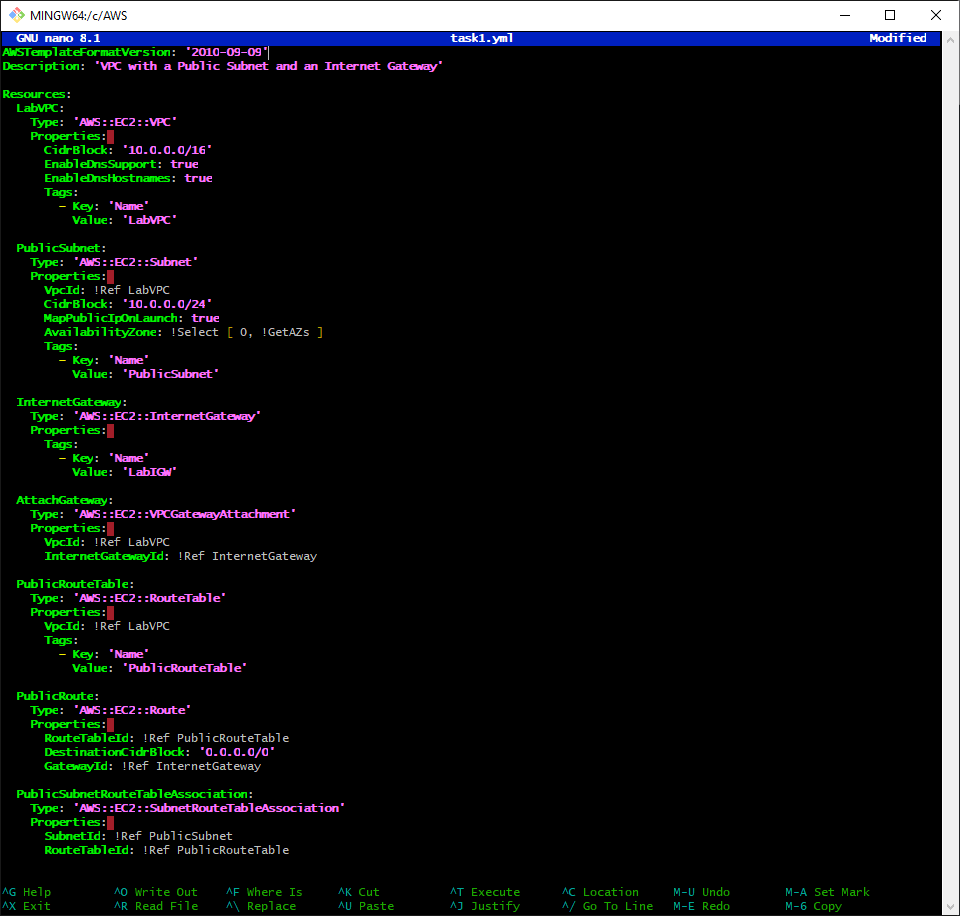 MINGW64:/c/AWS
GNU nano 8.1 task1.yml Modified
AWSTemplateFormatVersion: '2010-09-09'
Description: 'VPC with a Public Subnet and an Internet Gateway'

Resources:
  LabVPC:
    Type: 'AWS::EC2::VPC'
    Properties:
      CidrBlock: '10.0.0.0/16'
      EnableDnsSupport: true
      EnableDnsHostnames: true
      Tags:
        - Key: 'Name'
          Value: 'LabVPC'

  PublicSubnet:
    Type: 'AWS::EC2::Subnet'
    Properties:
      VpcId: !Ref LabVPC
      CidrBlock: '10.0.0.0/24'
      MapPublicIpOnLaunch: true
      AvailabilityZone: !Select [ 0, !GetAZs ]
      Tags:
        - Key: 'Name'
          Value: 'PublicSubnet'

  InternetGateway:
    Type: 'AWS::EC2::InternetGateway'
    Properties:
      Tags:
        - Key: 'Name'
          Value: 'LabIGW'

  AttachGateway:
    Type: 'AWS::EC2::VPCGatewayAttachment'
    Properties:
      VpcId: !Ref LabVPC
      InternetGatewayId: !Ref InternetGateway

  PublicRouteTable:
    Type: 'AWS::EC2::RouteTable'
    Properties:
      VpcId: !Ref LabVPC
      Tags:
        - Key: 'Name'
          Value: 'PublicRouteTable'

  PublicRoute:
    Type: 'AWS::EC2::Route'
    Properties:
      RouteTableId: !Ref PublicRouteTable
      DestinationCidrBlock: '0.0.0.0/0'
      GatewayId: !Ref InternetGateway

  PublicSubnetRouteTableAssociation:
    Type: 'AWS::EC2::SubnetRouteTableAssociation'
    Properties:
      SubnetId: !Ref PublicSubnet
      RouteTableId: !Ref PublicRouteTable

^G Help ^O Write Out ^F Where Is ^K Cut ^T Execute ^C Location M-U Undo M-A Set Mark
^X Exit ^R Read File ^\ Replace ^U Paste ^J Justify ^/ Go To Line M-E Redo M-6 Copy